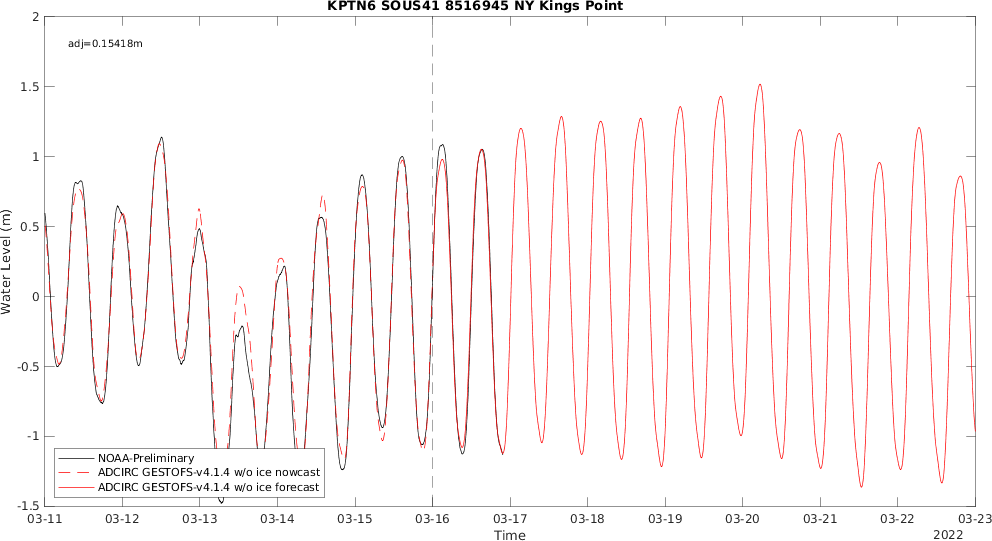 KPTN6 SOUS41 8516945 NY Kings Point
adj=0.15418m
2
1.5
1
0.5
0
-0.5
-1
-1.5
Water Level (m)
NOAA-Preliminary
ADCIRC GESTOFS-v4.1.4 w/o ice nowcast
ADCIRC GESTOFS-v4.1.4 w/o ice forecast
03-11 03-12 03-13 03-14 03-15 03-16 03-17 03-18 03-19 03-20 03-21 03-22 03-23
Time
2022